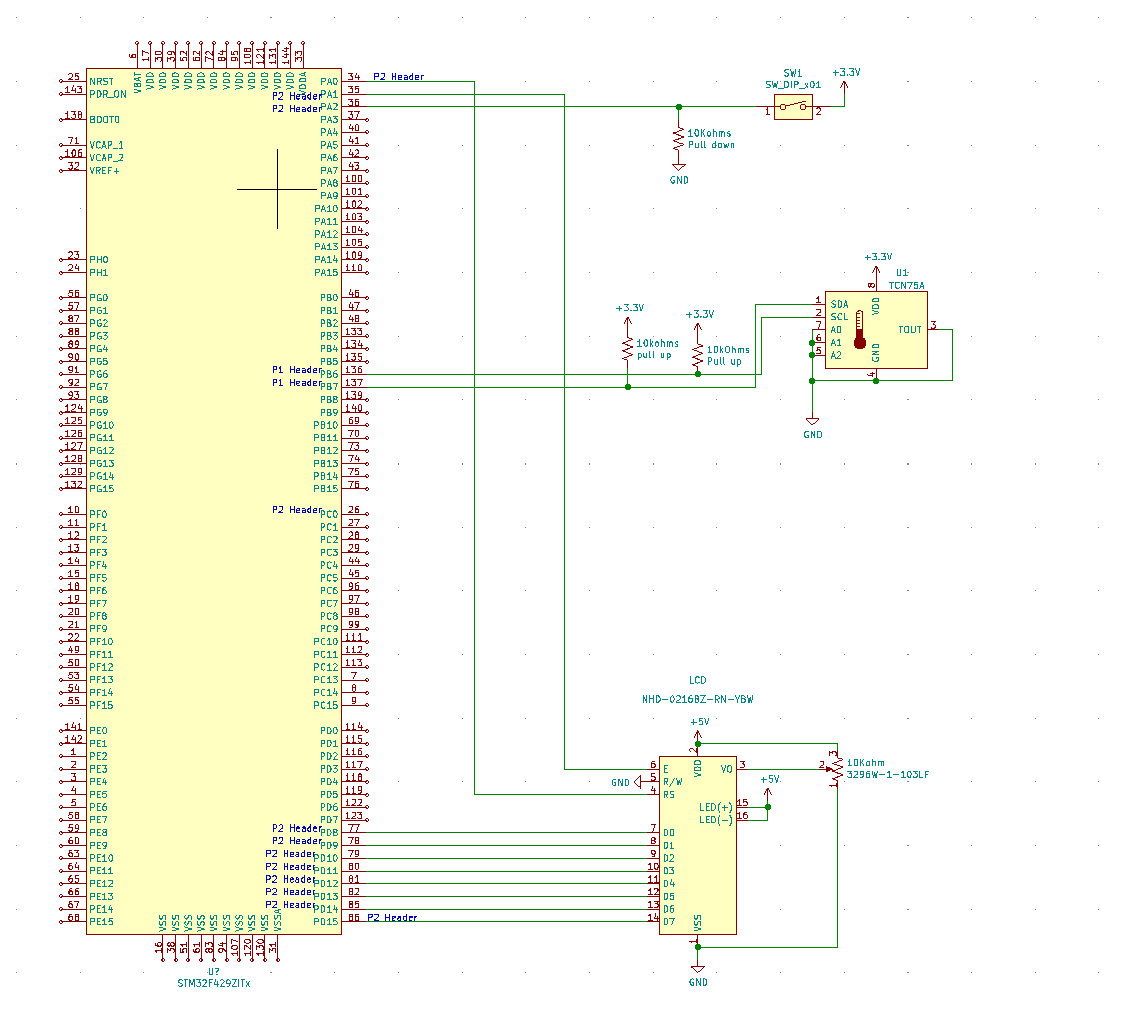 6 17 30 39 52 62 72 84 95 108 121 131 144 33
VBAT VDD VDD VDD VDD VDD VDD VDD VDD VDD VDD VDD VDD VDDA
25 NRST
143 PDR_ON
138 BOOT0
71 VCAP_1
106 VCAP_2
32 VREF+
23 PH0
24 PH1
56 PG0
57 PG1
87 PG2
88 PG3
89 PG4
90 PG5
91 PG6
92 PG7
93 PG8
124 PG9
125 PG10
126 PG11
127 PG12
128 PG13
129 PG14
132 PG15
10 PF0
11 PF1
12 PF2
13 PF3
14 PF4
15 PF5
18 PF6
19 PF7
20 PF8
21 PF9
22 PF10
49 PF11
50 PF12
53 PF13
54 PF14
55 PF15
141 PE0
142 PE1
1 PE2
2 PE3
3 PE4
4 PE5
5 PE6
58 PE7
59 PE8
60 PE9
63 PE10
64 PE11
65 PE12
66 PE13
67 PE14
68 PE15
PA0 34 P2 Header
P2 Header PA1 35
P2 Header PA2 36
PA3 37
PA4 40
PA5 41
PA6 42
PA7 43
PA8 100
PA9 101
PA10 102
PA11 103
PA12 104
PA13 105
PA14 109
PA15 110
PB0 46
PB1 47
PB2 48
PB3 133
PB4 134
PB5 135
P1 Header PB6 136
P1 Header PB7 137
PB8 139
PB9 140
PB10 69
PB11 70
PB12 73
PB13 74
PB14 75
PB15 76
P2 Header PC0 26
PC1 27
PC2 28
PC3 29
PC4 44
PC5 45
PC6 96
PC7 97
PC8 98
PC9 99
PC10 111
PC11 112
PC12 113
PC13 7
PC14 8
PC15 9
PD0 114
PD1 115
PD2 116
PD3 117
PD4 118
PD5 119
PD6 122
PD7 123
P2 Header PD8 77
P2 Header PD9 78
P2 Header PD10 79
P2 Header PD11 80
P2 Header PD12 81
P2 Header PD13 82
P2 Header PD14 85
PD15 86 P2 Header
VSS VSS VSS VSS VSS VSS VSS VSS VSS VSSA
16 38 51 61 83 94 107 120 130 31
U?
STM32F429ZITx
SW1
SW_DIP_x01
+3.3V
1 2
10Kohms
Pull down
GND
+3.3V
10kohms
pull up
+3.3V
10kOhms
Pull up
+3.3V
U1
TCN75A
8 VDD
1 SDA
2 SCL
7 A0
6 A1
5 A2
TOUT 3
GND 4
GND
LCD
NHD-0216BZ-RN-YBW
+5V
2 VDD
6 E
GND 5 R/W
4 RS
VO 3
LED(+) 15
LED(-) 16
+5V
7 D0
8 D1
9 D2
10 D3
11 D4
12 D5
13 D6
14 D7
VSS 1
GND
3
2
1
10Kohm
3296W-1-103LF